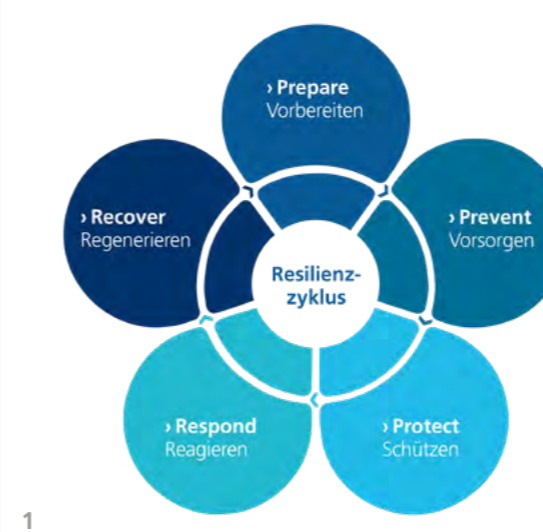 › Prepare
Vorbereiten
› Recover
Regenerieren
› Prevent
Vorsorgen
Resilienz-
zyklus
› Respond
Reagieren
› Protect
Schützen
1